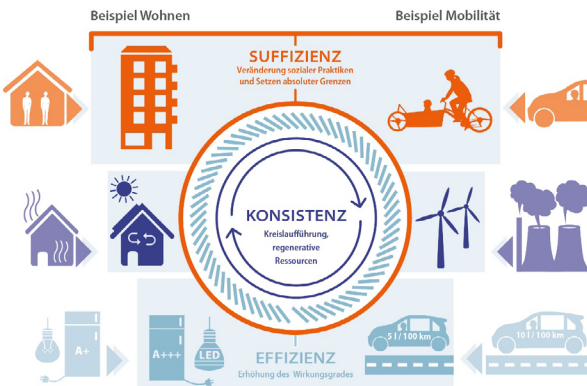 Beispiel Wohnen
Beispiel Mobilität
SUFFIZIENZ
Veränderung sozialer Praktiken
und Setzen absoluter Grenzen
KONSISTENZ
Kreislaufführung,
regenerative
Ressourcen
A+
A+++
LED
5 l / 100 km
10 l / 100 km
EFFIZIENZ
Erhöhung des Wirkungsgrades